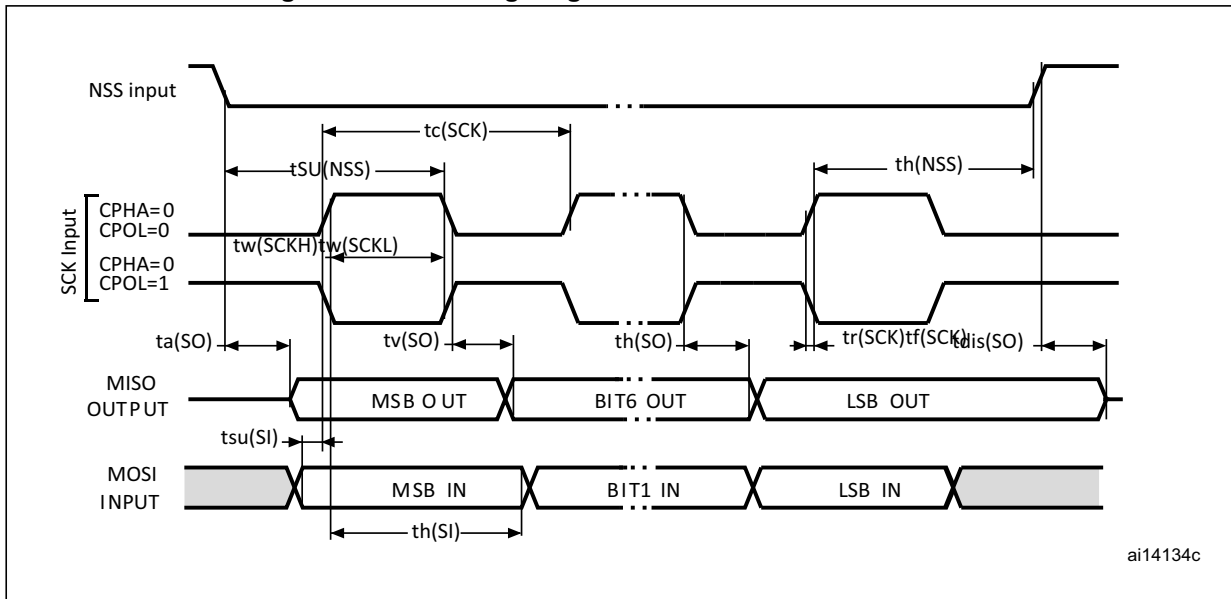 NSS input
tc(SCK)
tSU(NSS)
th(NSS)
SCK Input
CPHA=0
CPOL=0
tw(SCKH)tw(SCKL)
CPHA=0
CPOL=1
ta(SO)
tv(SO)
th(SO)
tr(SCK)tf(SCK)
tdis(SO)
MISO
OUTPUT
MSB OUT
BIT6 OUT
LSB OUT
tsu(SI)
MOSI
INPUT
MSB IN
BIT1 IN
LSB IN
th(SI)
ai14134c